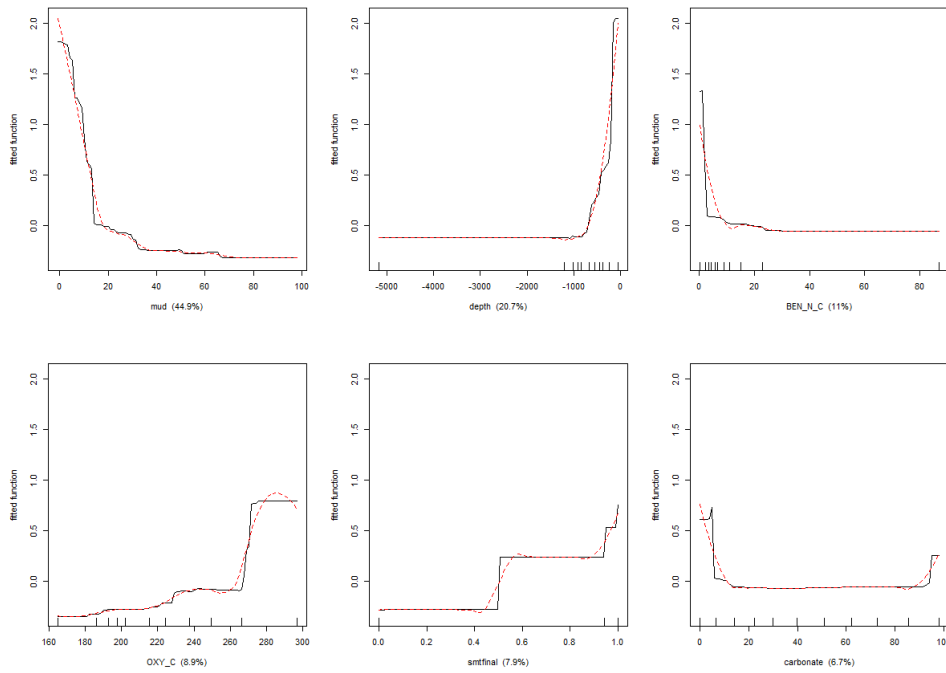 fitted function
0.0 0.5 1.0 1.5 2.0
0 20 40 60 80 100
mud (44.9%)
fitted function
0.0 0.5 1.0 1.5 2.0
-5000 -4000 -3000 -2000 -1000 0
depth (20.7%)
fitted function
0.0 0.5 1.0 1.5 2.0
0 20 40 60 80
BEN_N_C (11%)
fitted function
0.0 0.5 1.0 1.5 2.0
160 180 200 220 240 260 280 300
OXY_C (8.9%)
fitted function
0.0 0.5 1.0 1.5 2.0
0.0 0.2 0.4 0.6 0.8 1.0
smtfinal (7.9%)
fitted function
0.0 0.5 1.0 1.5 2.0
0 20 40 60 80
carbonate (6.7%)